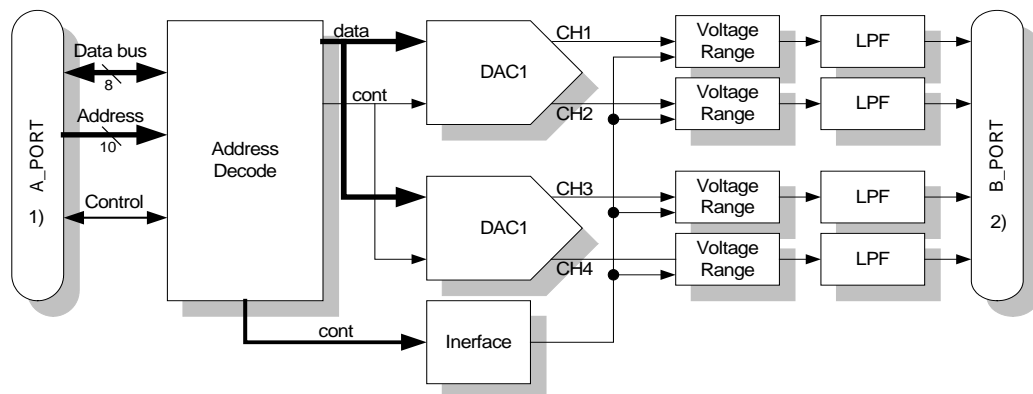 A_PORT
1)
Data bus
8
Address
10
Control
Address
Decode
data
cont
cont
DAC1
CH1
CH2
DAC1
CH3
CH4
Inerface
Voltage
Range
LPF
Voltage
Range
LPF
Voltage
Range
LPF
Voltage
Range
LPF
B_PORT
2)